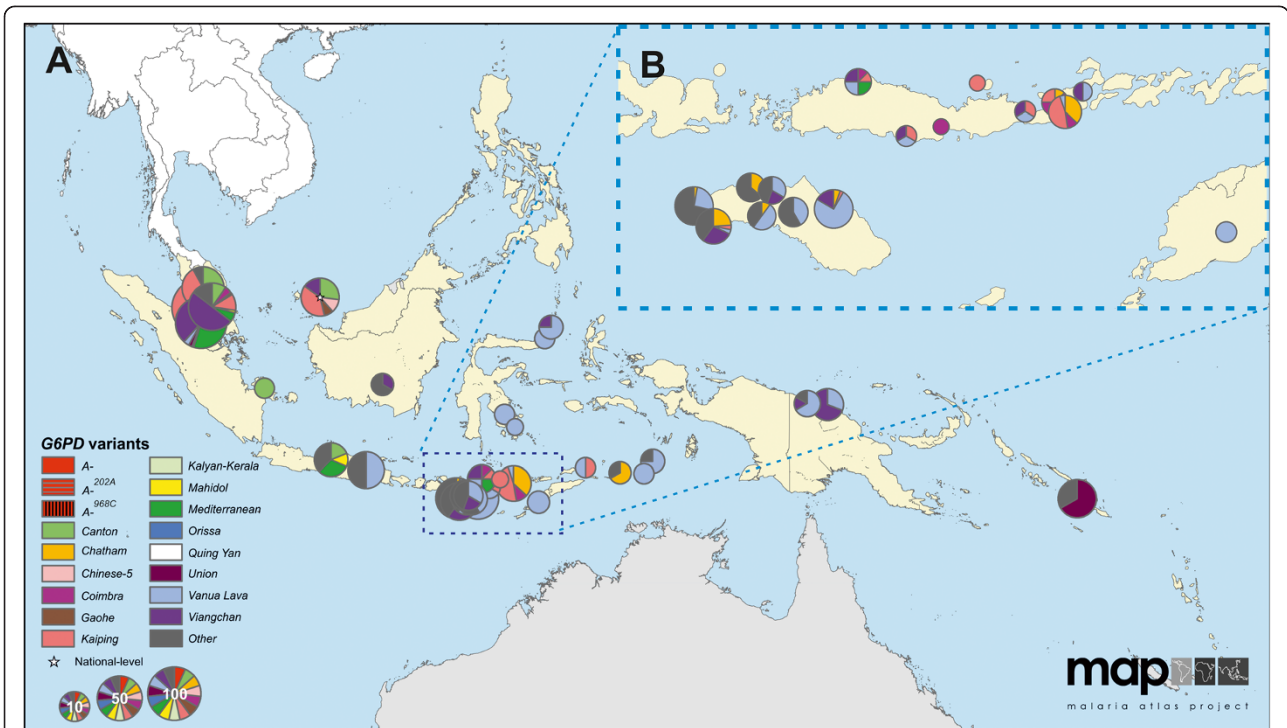 A
B
G6PD variants
A-
A-202A
A-968C
Canton
Chatham
Chinese-5
Coimbra
Gaohe
Kaiping
Kalyan-Kerala
Mahidol
Mediterranean
Orissa
Quing Yan
Union
Vanua Lava
Viangchan
Other
National-level
10
50
100
map
malaria atlas project